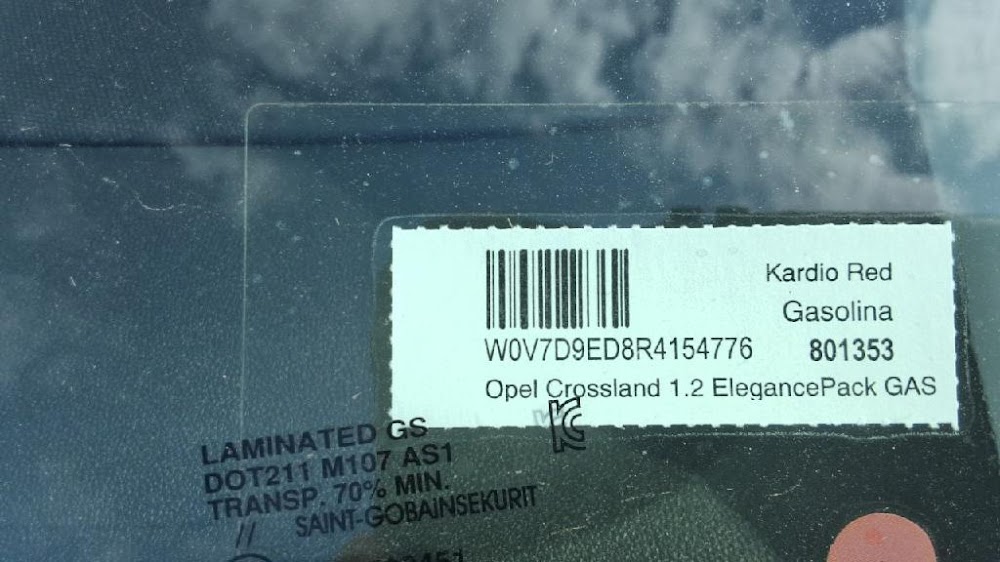 Kardio Red
Gasolina
W0V7D9ED8R4154776 801353
Opel Crossland 1.2 ElegancePack GAS
LAMINATED GS
DOT211 M107 AS1
TRANSP. 70% MIN.
// SAINT-GOBAINSEKURIT